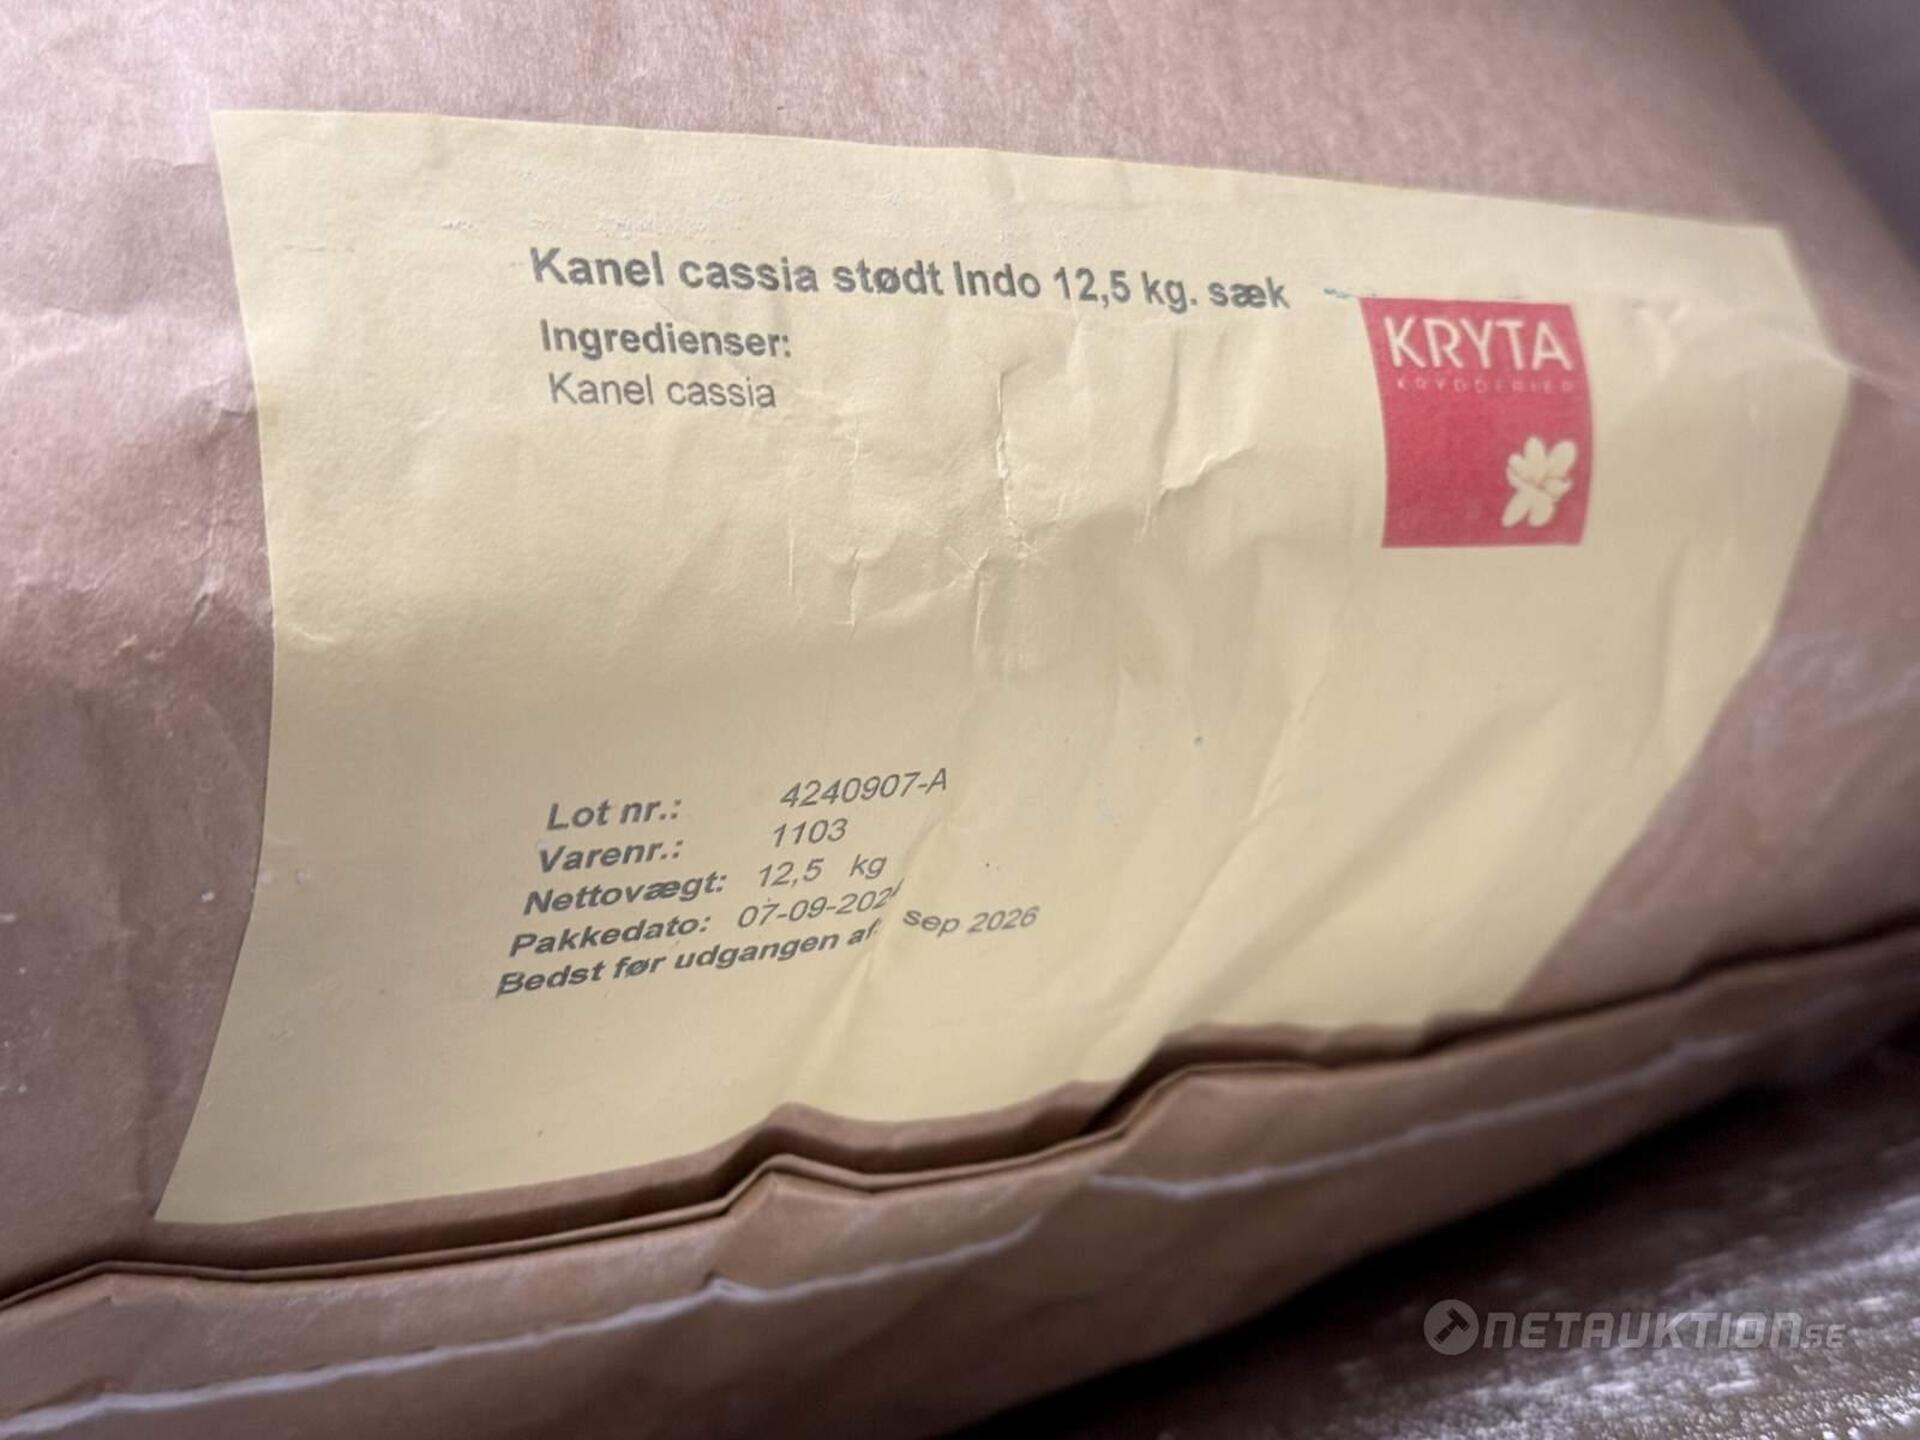 Kanel cassia stødt Indo 12,5 kg. sæk
Ingredienser:
Kanel cassia
KRYTA
KRYDDERIER
Lot nr.: 4240907-A
Varenr.: 1103
Nettovægt: 12,5 kg
Pakkedato: 07-09-202
Bedst før udgangen af: sep 2026
NETAUKTION.SE